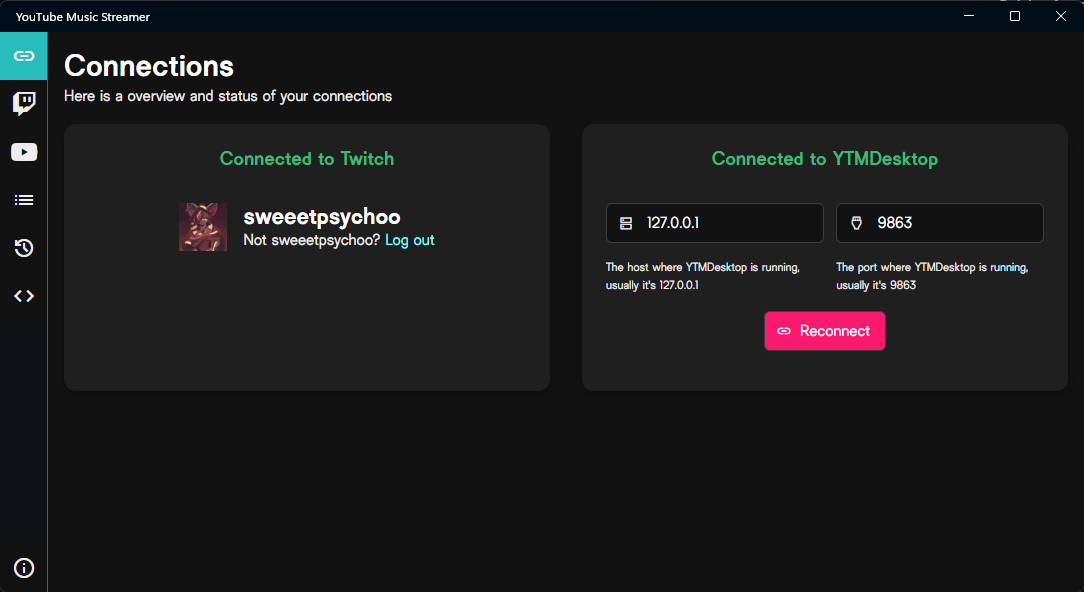 YouTube Music Streamer
Connections
Here is a overview and status of your connections
Connected to Twitch
sweeetpsychoo
Not sweeetpsychoo? Log out
Connected to YTMDesktop
127.0.0.1
9863
The host where YTMDesktop is running,
usually it's 127.0.0.1
The port where YTMDesktop is running,
usually it's 9863
Reconnect